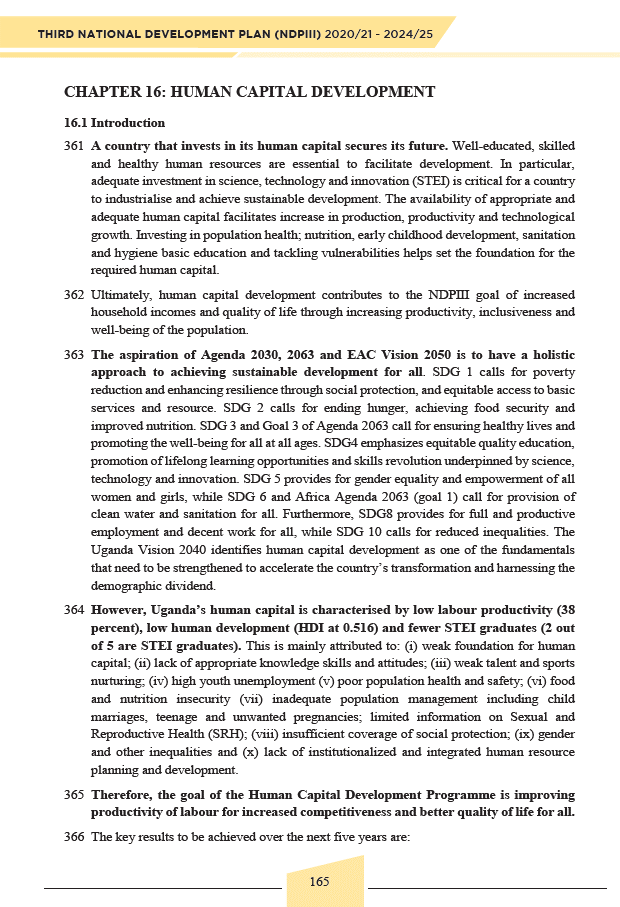 THIRD NATIONAL DEVELOPMENT PLAN (NDPIII) 2020/21 - 2024/25
CHAPTER 16: HUMAN CAPITAL DEVELOPMENT
16.1 Introduction
361 A country that invests in its human capital secures its future. Well-educated, skilled
and healthy human resources are essential to facilitate development. In particular,
adequate investment in science, technology and innovation (STEI) is critical for a country
to industrialise and achieve sustainable development. The availability of appropriate and
adequate human capital facilitates increase in production, productivity and technological
growth. Investing in population health; nutrition, early childhood development, sanitation
and hygiene basic education and tackling vulnerabilities helps set the foundation for the
required human capital.
362 Ultimately, human capital development contributes to the NDPIII goal of increased
household incomes and quality of life through increasing productivity, inclusiveness and
well-being of the population.
363 The aspiration of Agenda 2030, 2063 and EAC Vision 2050 is to have a holistic
approach to achieving sustainable development for all. SDG 1 calls for poverty
reduction and enhancing resilience through social protection, and equitable access to basic
services and resource. SDG 2 calls for ending hunger, achieving food security and
improved nutrition. SDG 3 and Goal 3 of Agenda 2063 call for ensuring healthy lives and
promoting the well-being for all at all ages. SDG4 emphasizes equitable quality education,
promotion of lifelong learning opportunities and skills revolution underpinned by science,
technology and innovation. SDG 5 provides for gender equality and empowerment of all
women and girls, while SDG 6 and Africa Agenda 2063 (goal 1) call for provision of
clean water and sanitation for all. Furthermore, SDG8 provides for full and productive
employment and decent work for all, while SDG 10 calls for reduced inequalities. The
Uganda Vision 2040 identifies human capital development as one of the fundamentals
that need to be strengthened to accelerate the country's transformation and harnessing the
demographic dividend.
364 However, Uganda's human capital is characterised by low labour productivity (38
percent), low human development (HDI at 0.516) and fewer STEI graduates (2 out
of 5 are STEI graduates). This is mainly attributed to: (i) weak foundation for human
capital; (ii) lack of appropriate knowledge skills and attitudes; (iii) weak talent and sports
nurturing; (iv) high youth unemployment (v) poor population health and safety; (vi) food
and nutrition insecurity (vii) inadequate population management including child
marriages, teenage and unwanted pregnancies; limited information on Sexual and
Reproductive Health (SRH); (viii) insufficient coverage of social protection; (ix) gender
and other inequalities and (x) lack of institutionalized and integrated human resource
planning and development.
365 Therefore, the goal of the Human Capital Development Programme is improving
productivity of labour for increased competitiveness and better quality of life for all.
366 The key results to be achieved over the next five years are:
165